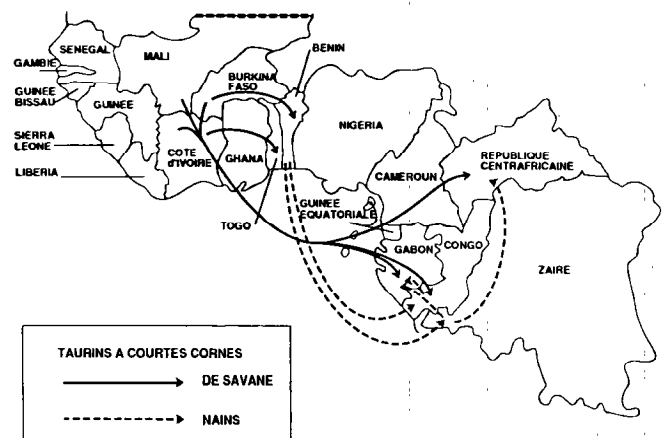 SENEGAL
MALI
BENIN
GAMBIE
BURKINA
FASO
GUINEE
BISSAU
GUINEE
NIGERIA
SIERRA
LEONE
COTE
d'IVOIRE
GHANA
REPUBLIQUE
CENTRAFRICAINE
CAMEROUN
LIBERIA
GUINEE
EQUATORIALE
TOGO
GABON
CONGO
ZAIRE
TAURINS A COURTES CORNES
DE SAVANE
NAINS